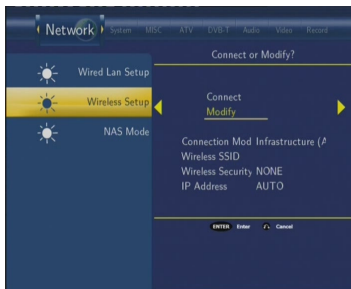 Network System MISC ATV DVB-T Audio Video Record
Connect or Modify?
Wired Lan Setup
Wireless Setup
NAS Mode
Connect
Modify
Connection Mod Infrastructure (A
Wireless SSID
Wireless Security NONE
IP Address AUTO
ENTER Enter Cancel